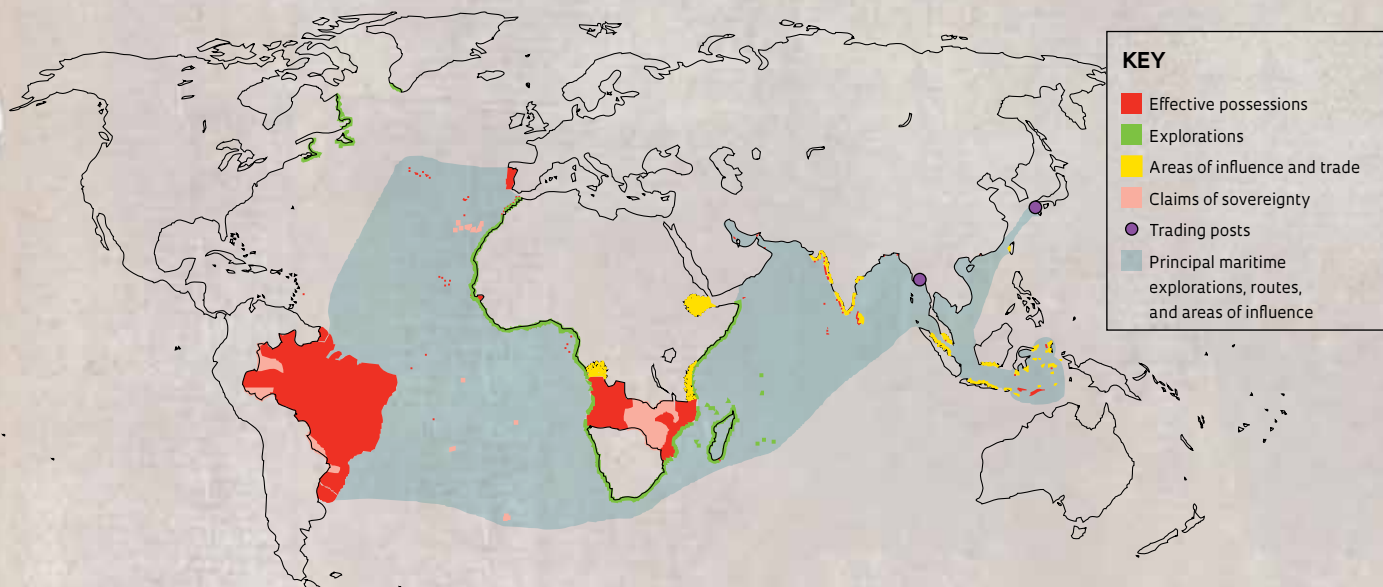 KEY
Effective possessions
Explorations
Areas of influence and trade
Claims of sovereignty
Trading posts
Principal maritime
explorations, routes,
and areas of influence